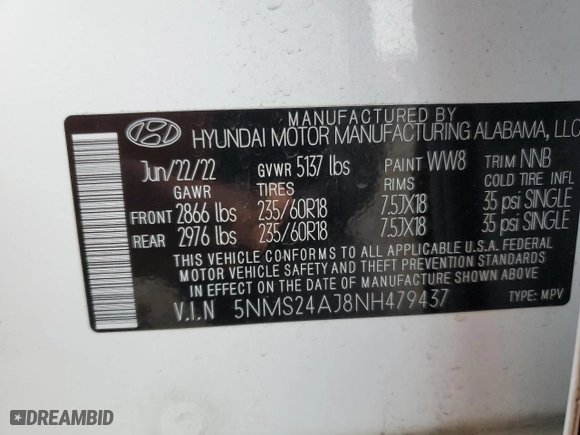 MANUFACTURED BY
HYUNDAI MOTOR MANUFACTURING ALABAMA, LLC
Jun/22/22 GVWR 5137 lbs PAINT WW8 TRIM NNB
GAWR TIRES RIMS COLD TIRE INFL
FRONT 2866 lbs 235/60R18 7.5JX18 35 psi SINGLE
REAR 2976 lbs 235/60R18 7.5JX18 35 psi SINGLE
THIS VEHICLE CONFORMS TO ALL APPLICABLE U.S.A. FEDERAL
MOTOR VEHICLE SAFETY AND THEFT PREVENTION STANDARDS
IN EFFECT ON THE DATE OF MANUFACTURE SHOWN ABOVE.
V.I.N 5NMS24AJ8NH479437 TYPE: MPV
DREAMBID